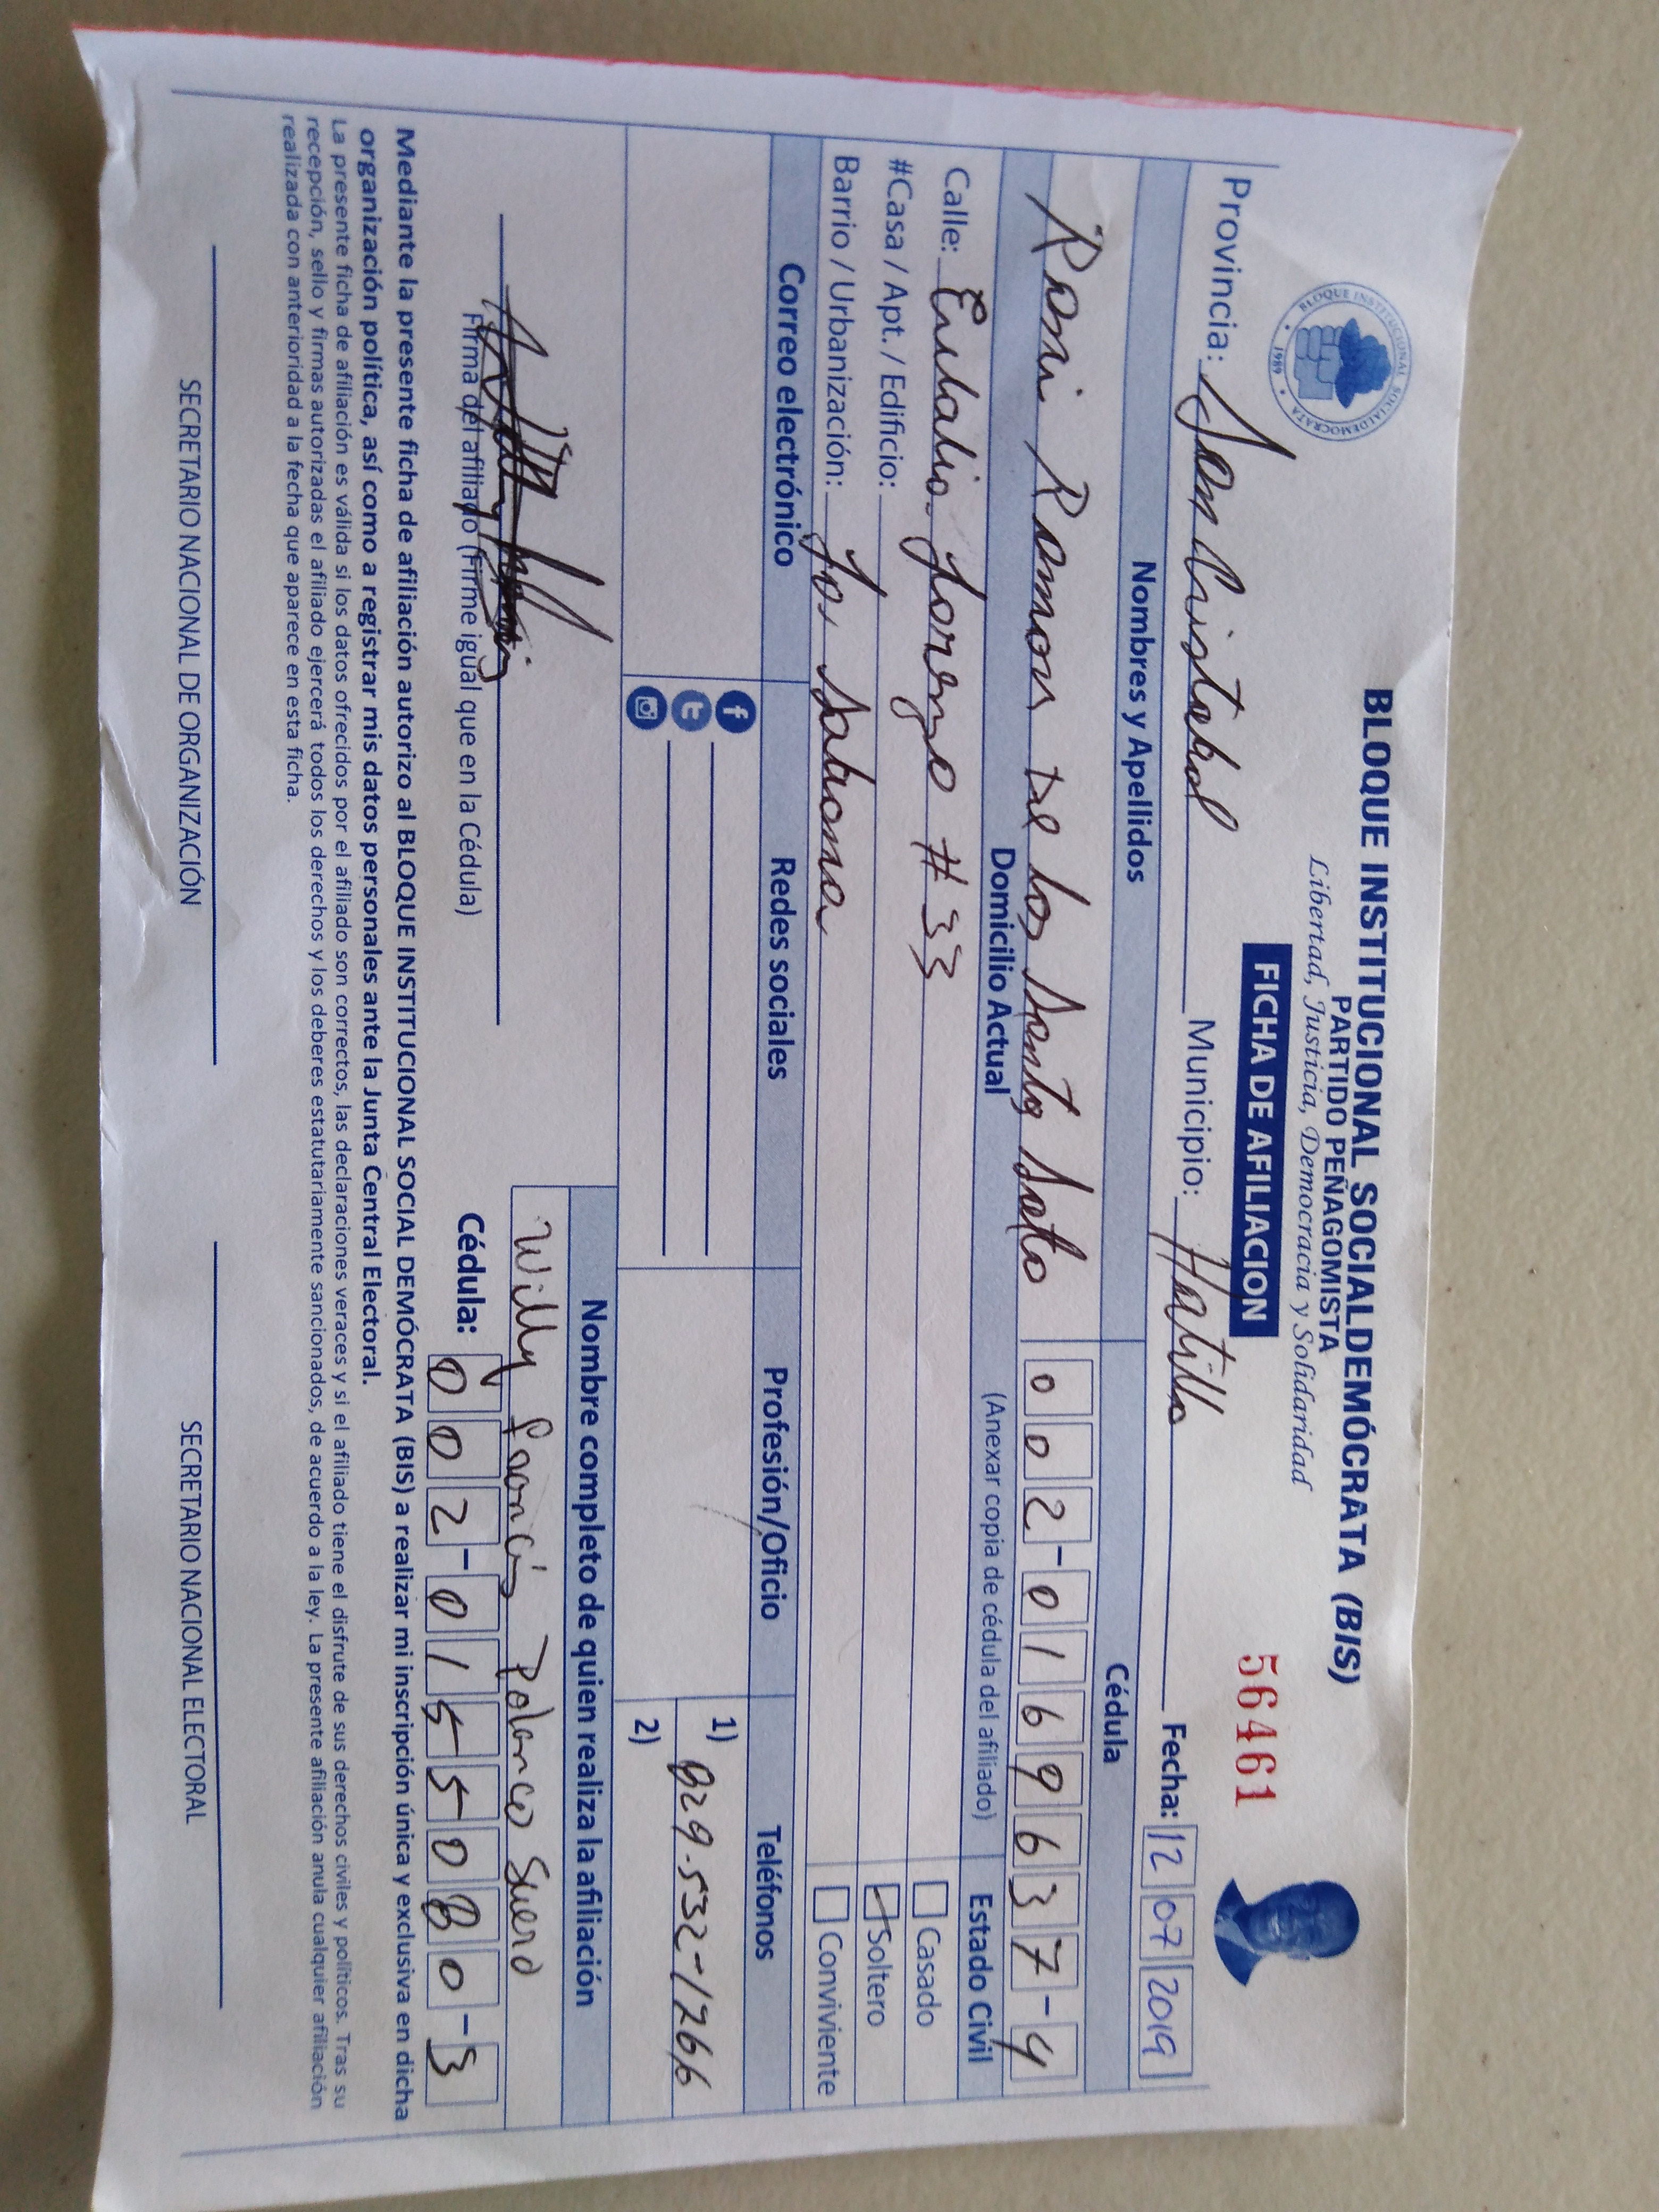 BLOQUE INSTITUCIONAL SOCIALDEMOCRATA
1989
BLOQUE INSTITUCIONAL SOCIALDEMÓCRATA (BIS)
PARTIDO PEÑAGOMISTA
Libertad, Justicia, Democracia y Solidaridad
FICHA DE AFILIACION
56461
Provincia: San Cristobal Municipio: Hatillo Fecha: 12 07 2019
Nombres y Apellidos Cédula
Rami Ramon De los Santos Soto 002-0169637-4
Domicilio Actual (Anexar copia de cédula del afiliado) Estado Civil
Calle: Eulalio Lorenzo #33 Casado
#Casa / Apt. / Edificio: Soltero
Barrio / Urbanización: Las Sabana Conviviente
Correo electrónico Redes sociales Profesión/Oficio Teléfonos
1) 829-532-1266
2)
Nombre completo de quien realiza la afiliación
Willy Francis Polanco Suero
Firma del afiliado (Firme igual que en la Cédula) Cédula: 002-0155080-3
Mediante la presente ficha de afiliación autorizo al BLOQUE INSTITUCIONAL SOCIAL DEMÓCRATA (BIS) a realizar mi inscripción única y exclusiva en dicha
organización política, así como a registrar mis datos personales ante la Junta Central Electoral.
La presente ficha de afiliación es válida si los datos ofrecidos por el afiliado son correctos, las declaraciones veraces y si el afiliado tiene el disfrute de sus derechos civiles y políticos. Tras su
recepción, sello y firmas autorizadas el afiliado ejercerá todos los derechos y los deberes estatutariamente sancionados, de acuerdo a la ley. La presente afiliación anula cualquier afiliación
realizada con anterioridad a la fecha que aparece en esta ficha.
SECRETARIO NACIONAL DE ORGANIZACIÓN SECRETARIO NACIONAL ELECTORAL